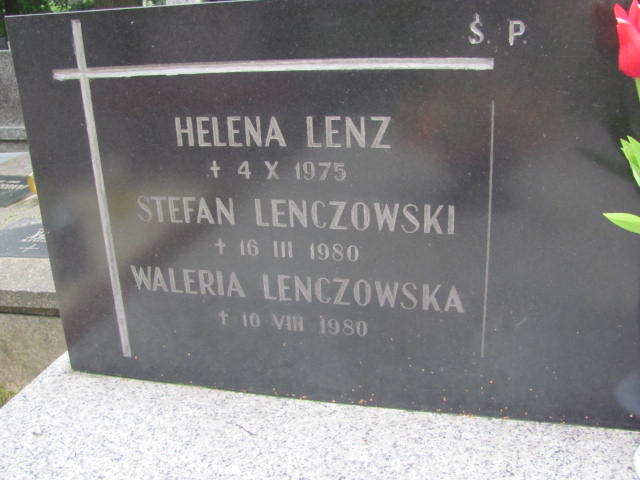 Ś. P.
HELENA LENZ
† 4 X 1975
STEFAN LENCZOWSKI
† 16 III 1980
WALERIA LENCZOWSKA
† 10 VIII 1980